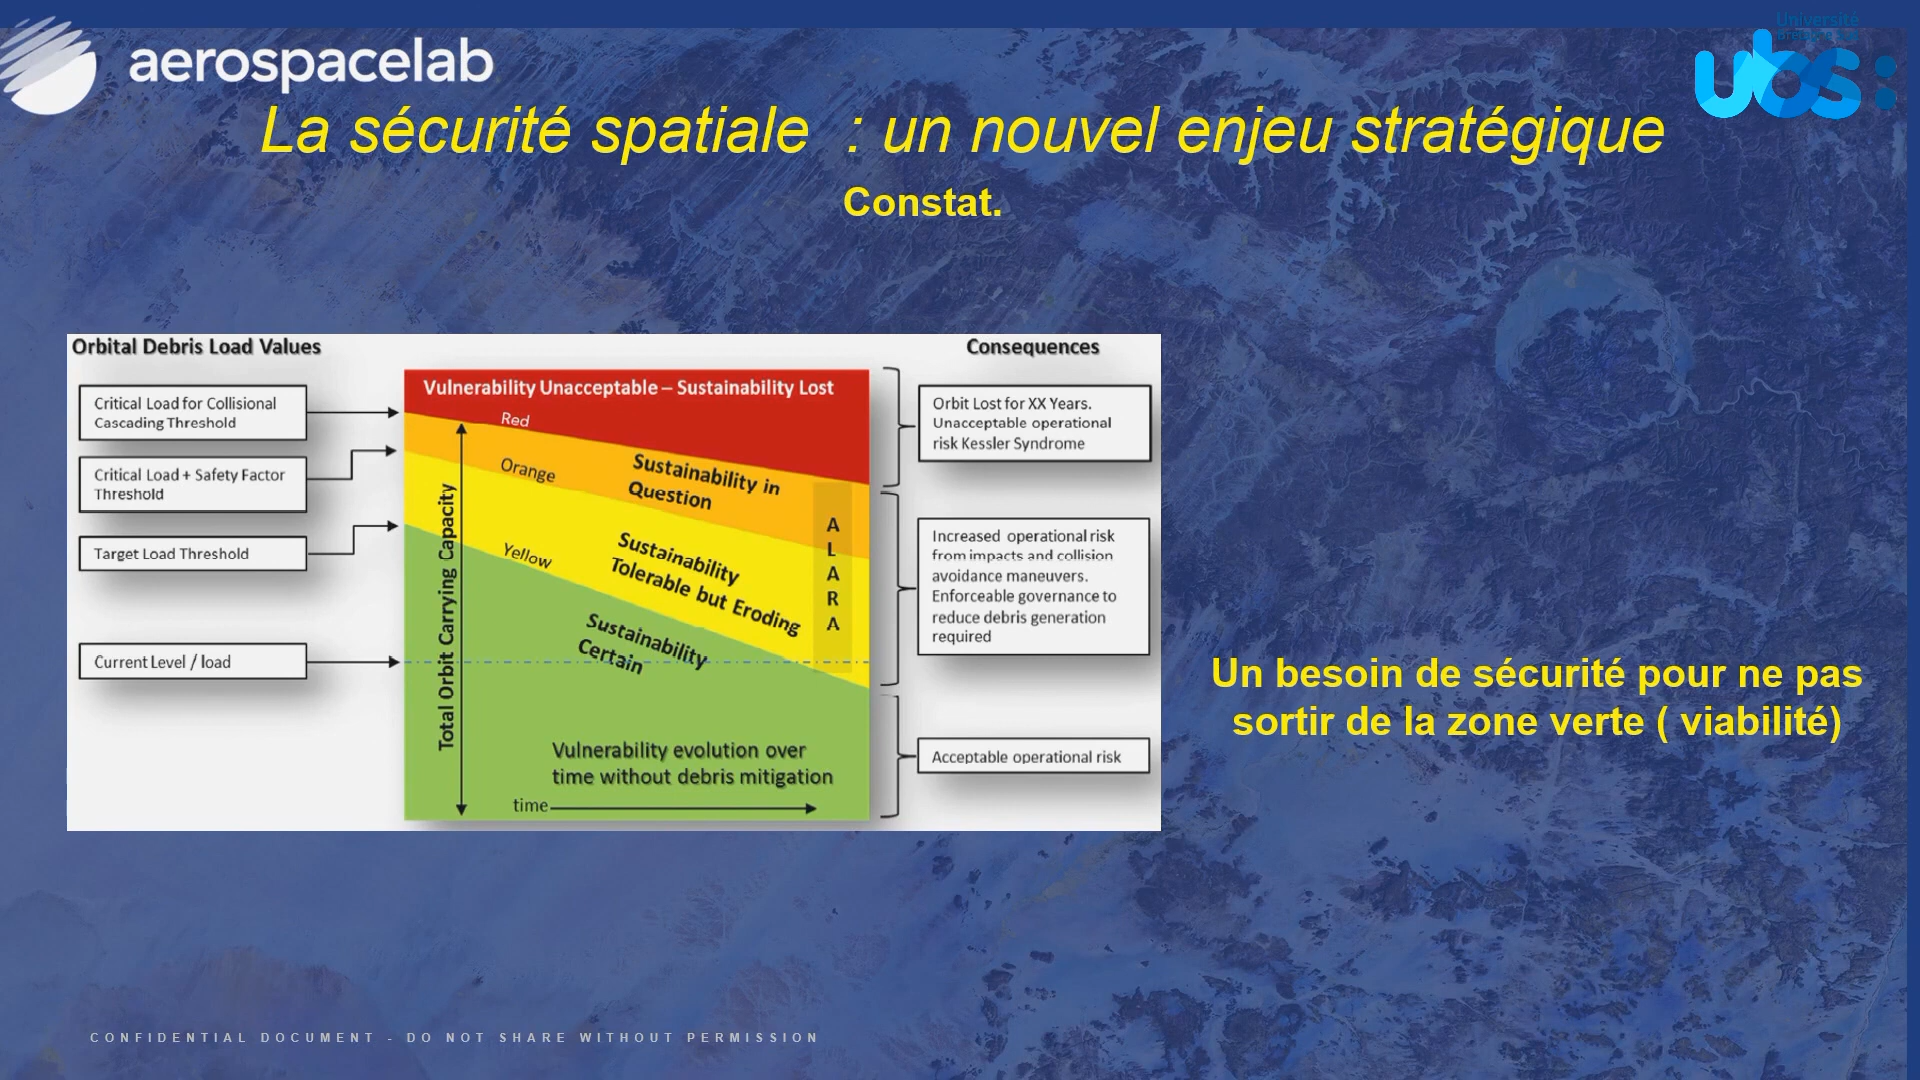 aerospacelab
Université
Bretagne Sud
ubs:
La sécurité spatiale : un nouvel enjeu stratégique
Constat.
Orbital Debris Load Values
Critical Load for Collisional
Cascading Threshold
Critical Load + Safety Factor
Threshold
Target Load Threshold
Current Level / load
Vulnerability Unacceptable – Sustainability Lost
Red
Orange
Sustainability in
Question
Yellow
Sustainability
Tolerable but Eroding
Sustainability
Certain
A
L
A
R
A
Total Orbit Carrying Capacity
Vulnerability evolution over
time without debris mitigation
time
Consequences
Orbit Lost for XX Years.
Unacceptable operational
risk Kessler Syndrome
Increased operational risk
from impacts and collision
avoidance maneuvers.
Enforceable governance to
reduce debris generation
required
Acceptable operational risk
Un besoin de sécurité pour ne pas
sortir de la zone verte ( viabilité)
CONFIDENTIAL DOCUMENT - DO NOT SHARE WITHOUT PERMISSION